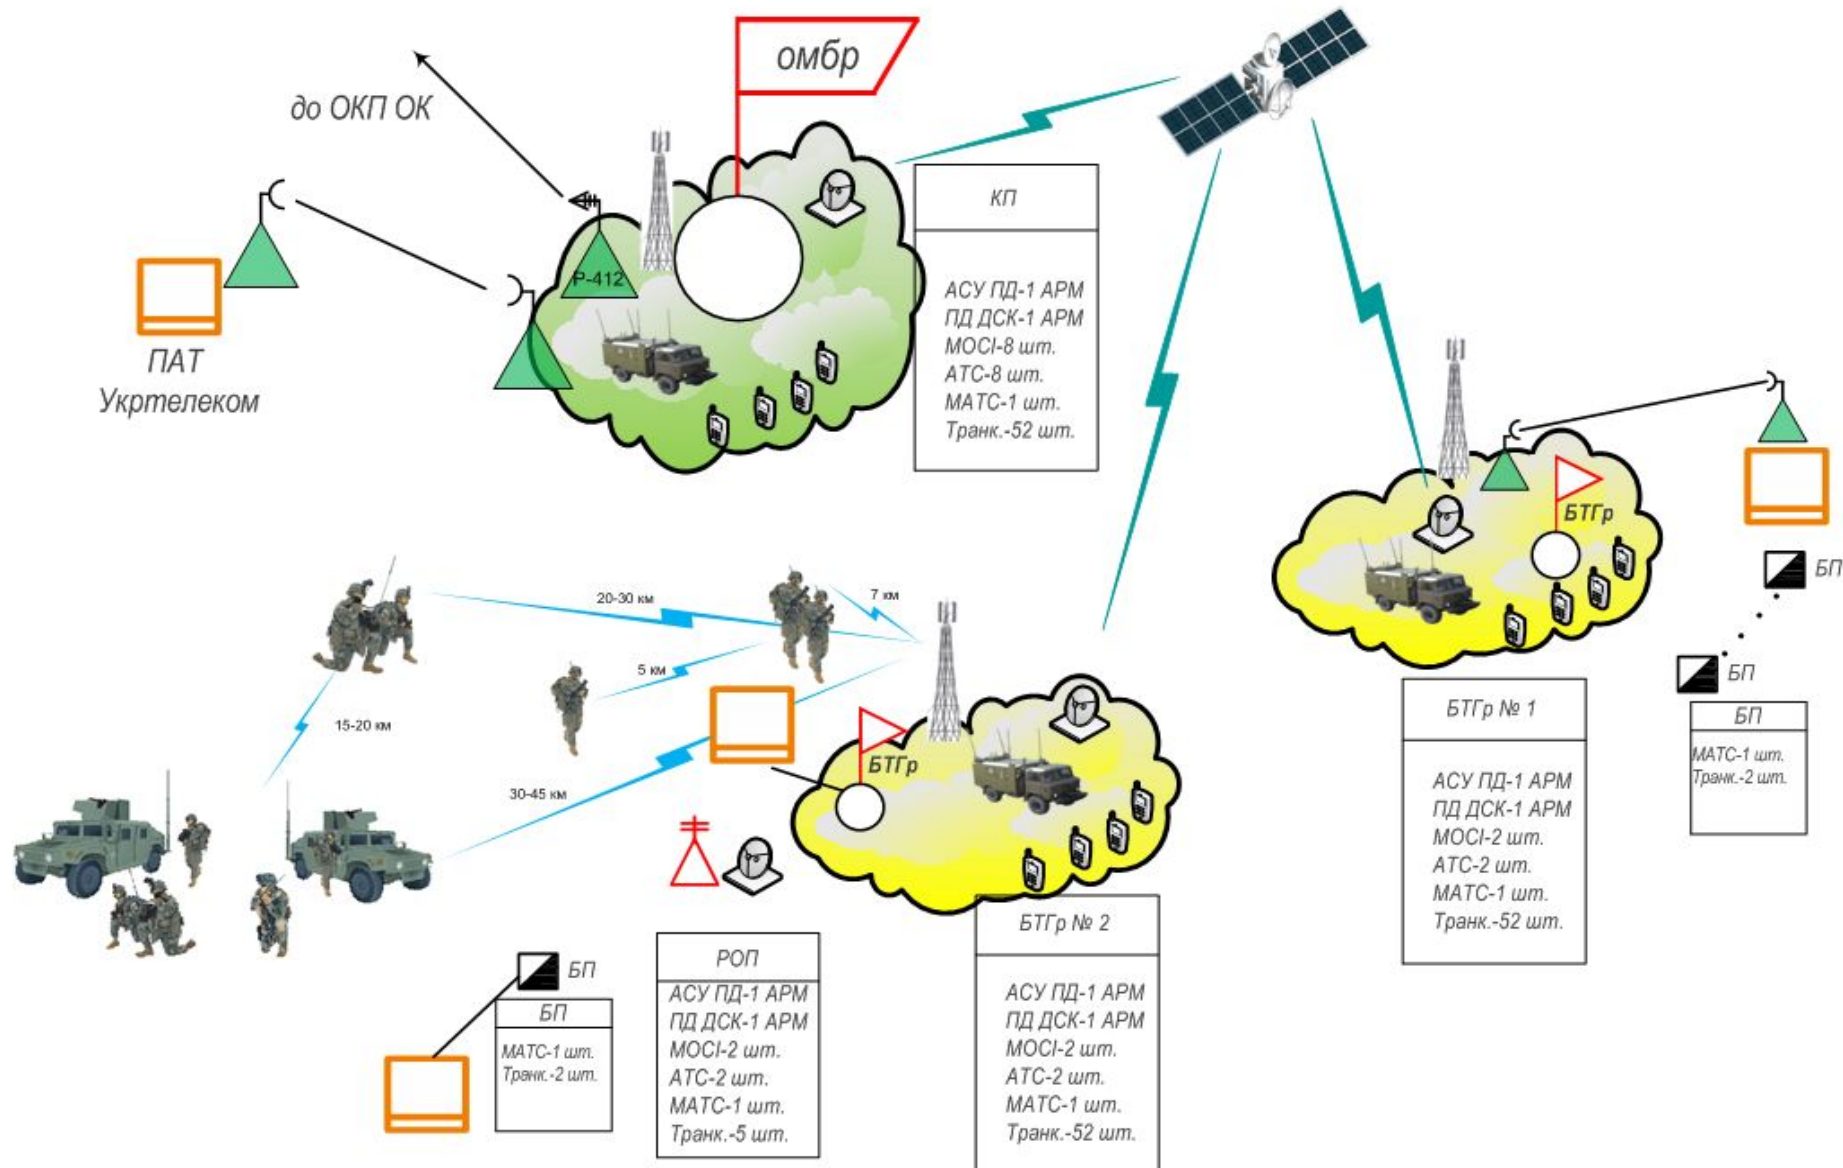 омбр
до ОКП ОК
Р-412
ПАТ
Укртелеком
КП
АСУ ПД-1 АРМ
ПД ДСК-1 АРМ
МОСІ-8 шт.
АТС-8 шт.
МАТС-1 шт.
Транк.-52 шт.
БТГр
БП
БП
БТГр № 1
АСУ ПД-1 АРМ
ПД ДСК-1 АРМ
МОСІ-2 шт.
АТС-2 шт.
МАТС-1 шт.
Транк.-52 шт.
БП
МАТС-1 шт.
Транк.-2 шт.
20-30 км
7 км
5 км
15-20 км
30-45 км
БТГр
БП
БП
МАТС-1 шт.
Транк.-2 шт.
РОП
АСУ ПД-1 АРМ
ПД ДСК-1 АРМ
МОСІ-2 шт.
АТС-2 шт.
МАТС-1 шт.
Транк.-5 шт.
БТГр № 2
АСУ ПД-1 АРМ
ПД ДСК-1 АРМ
МОСІ-2 шт.
АТС-2 шт.
МАТС-1 шт.
Транк.-52 шт.